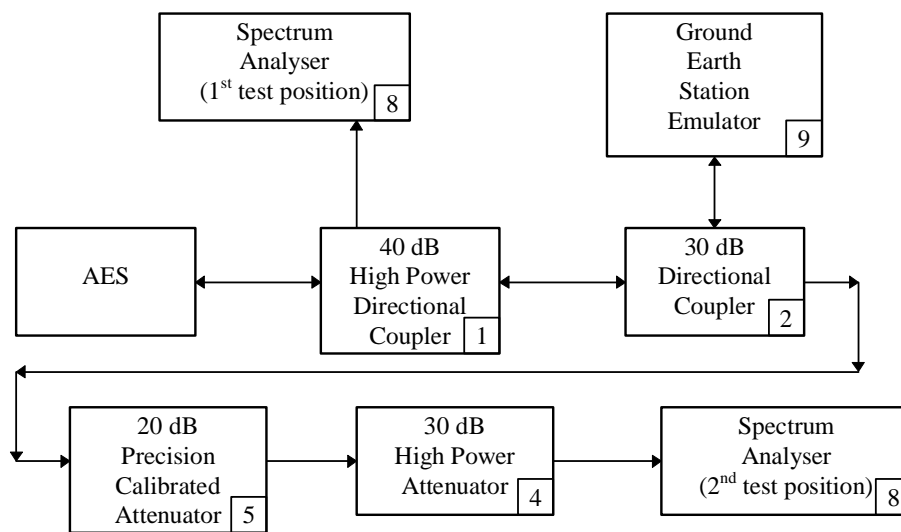 Spectrum
Analyser
(1st test position)
8
Ground
Earth
Station
Emulator
9
AES
40 dB
High Power
Directional
Coupler
1
30 dB
Directional
Coupler
2
20 dB
Precision
Calibrated
Attenuator
5
30 dB
High Power
Attenuator
4
Spectrum
Analyser
(2nd test position)
8